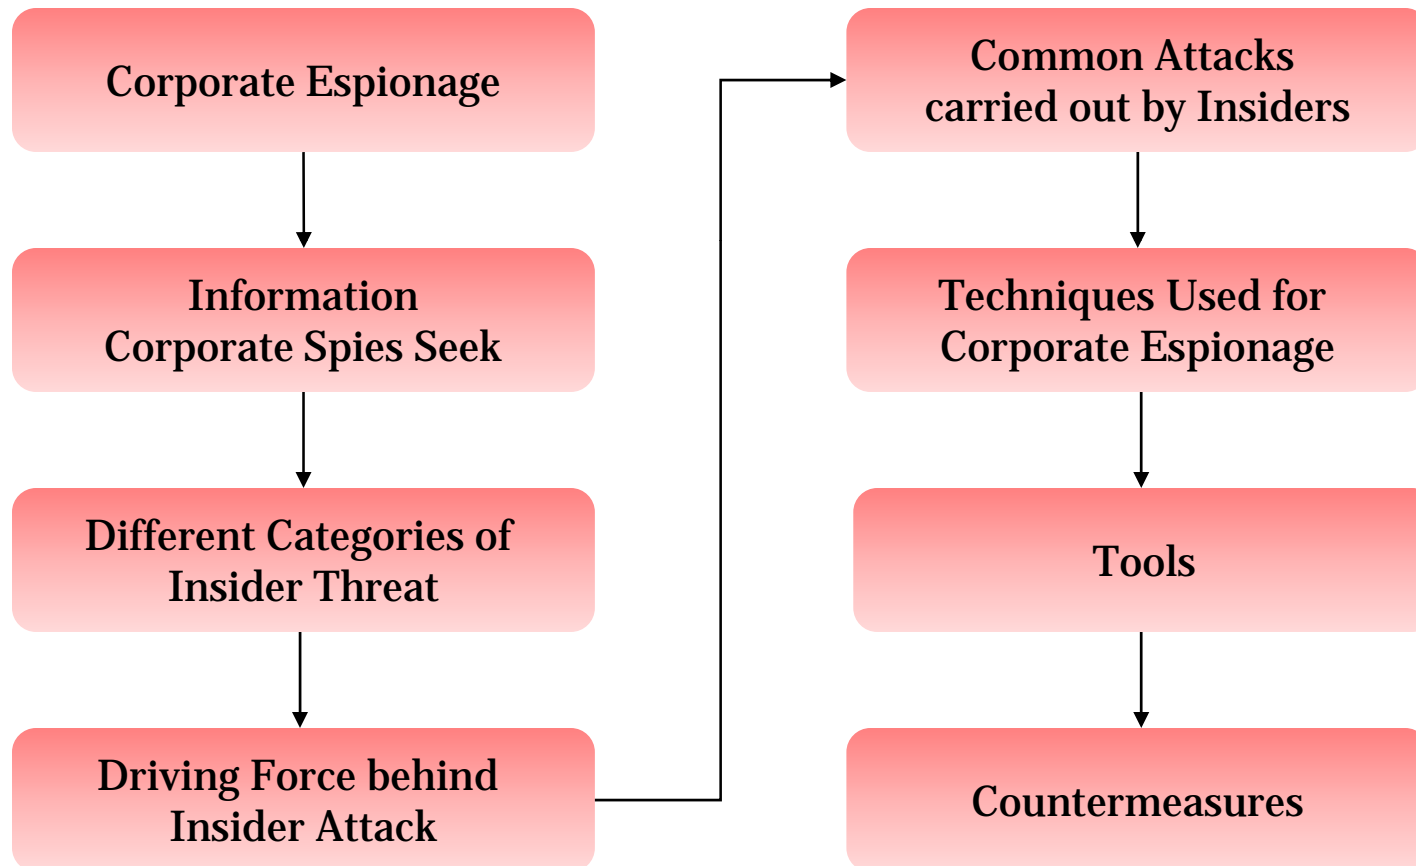 Corporate Espionage
Information
Corporate Spies Seek
Different Categories of
Insider Threat
Driving Force behind
Insider Attack
Common Attacks
carried out by Insiders
Techniques Used for
Corporate Espionage
Tools
Countermeasures